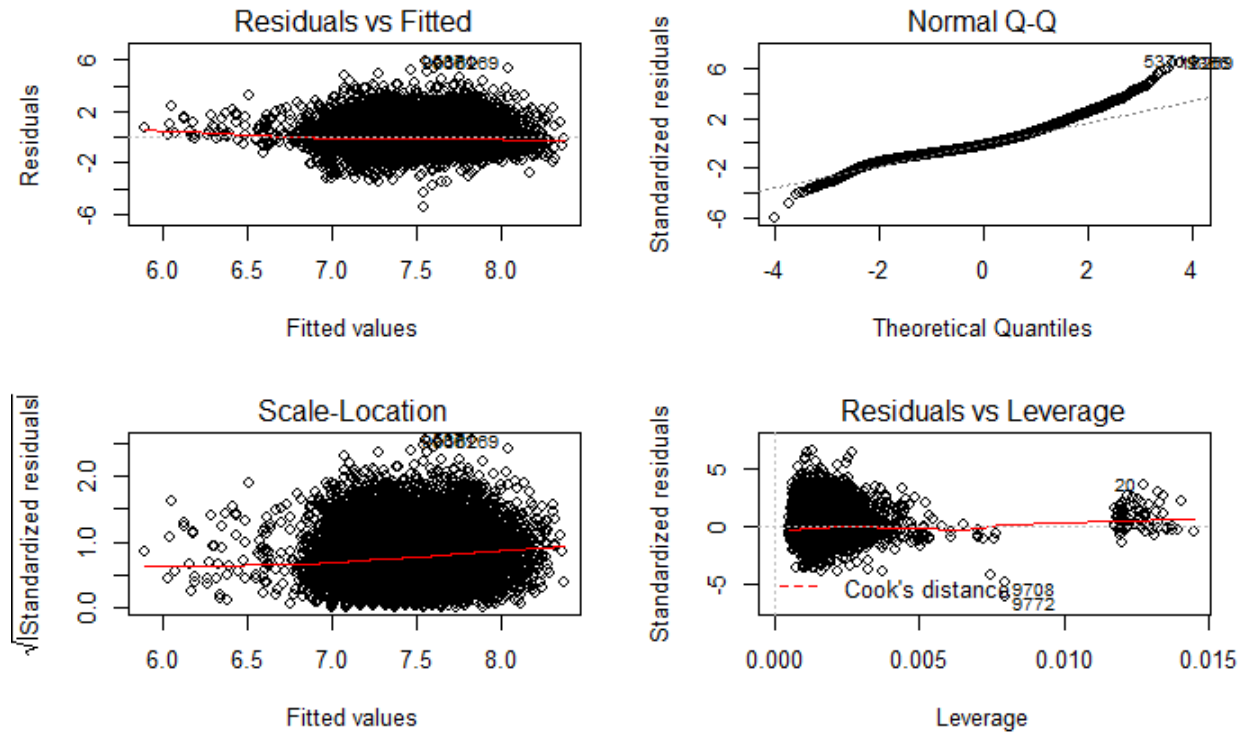 Residuals vs Fitted
Residuals
6
2
-2
-6
6.0 6.5 7.0 7.5 8.0
Fitted values
Normal Q-Q
Standardized residuals
6
2
-2
-6
-4 -2 0 2 4
Theoretical Quantiles
Scale-Location
√|Standardized residuals|
2.0
1.0
0.0
6.0 6.5 7.0 7.5 8.0
Fitted values
Residuals vs Leverage
Standardized residuals
5
0
-5
20
Cook's distance
9708
9772
0.000 0.005 0.010 0.015
Leverage